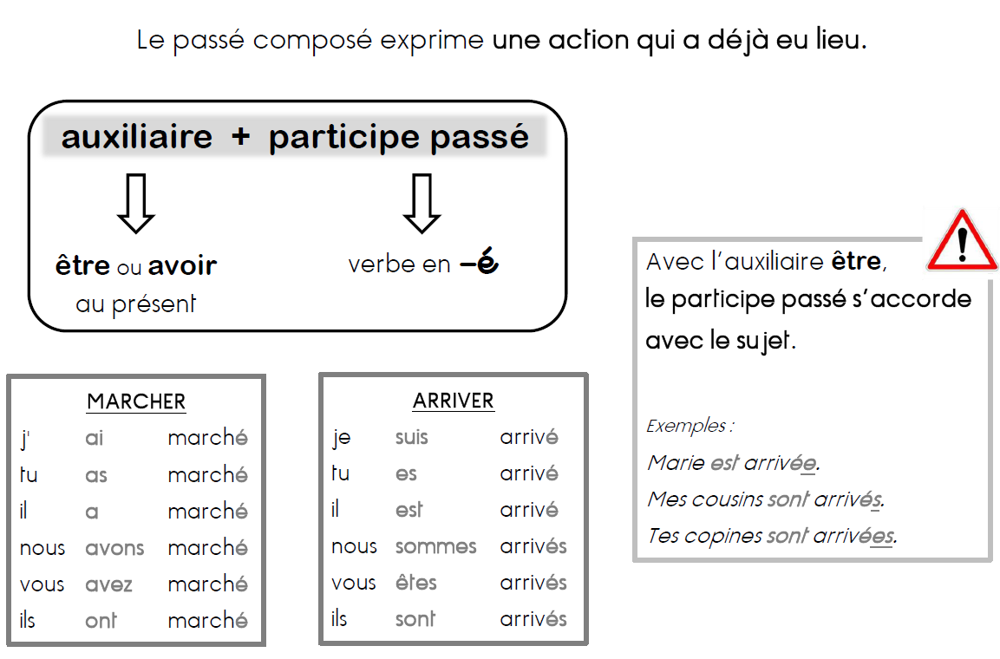 Le passé composé exprime une action qui a déjà eu lieu.
auxiliaire + participe passé
être ou avoir
au présent
verbe en –é
Avec l'auxiliaire être,
le participe passé s'accorde
avec le sujet.
Exemples :
Marie est arrivée.
Mes cousins sont arrivés.
Tes copines sont arrivées.
MARCHER
j' ai marché
tu as marché
il a marché
nous avons marché
vous avez marché
ils ont marché
ARRIVER
je suis arrivé
tu es arrivé
il est arrivé
nous sommes arrivés
vous êtes arrivés
ils sont arrivés